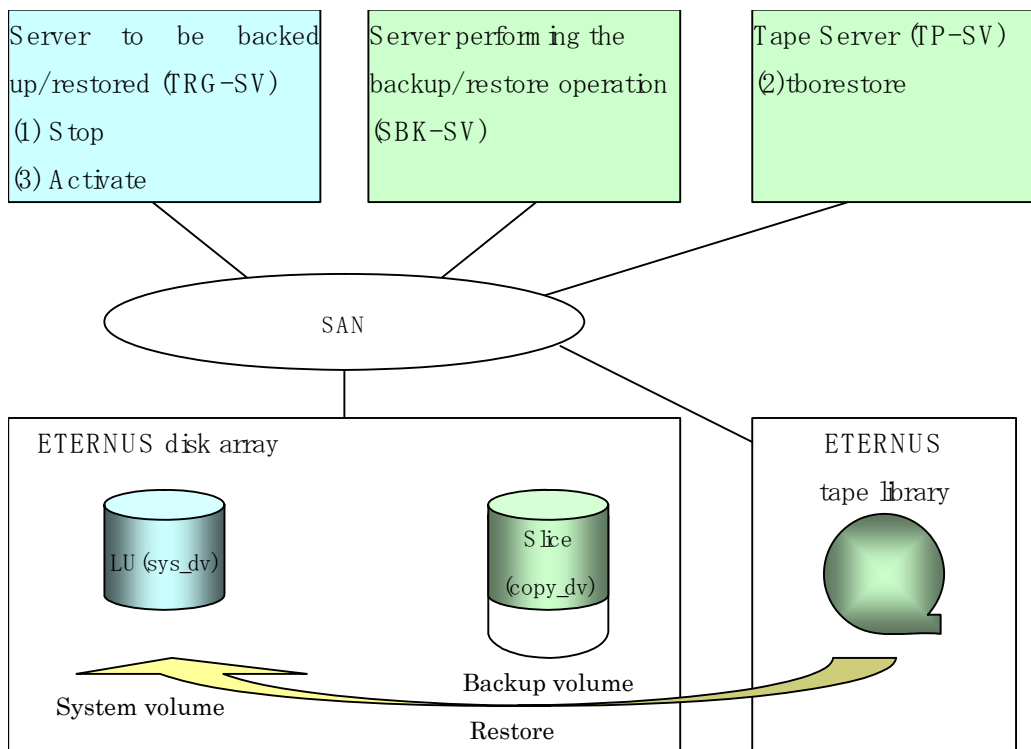 Server to be backed
up/restored (TRG-SV)
(1) Stop
(3) Activate
Server performing the
backup/restore operation
(SBK-SV)
Tape Server (TP-SV)
(2)tborestore
SAN
ETERNUS disk array
LU (sys_dv)
Slice
(copy_dv)
System volume
Backup volume
Restore
ETERNUS
tape library